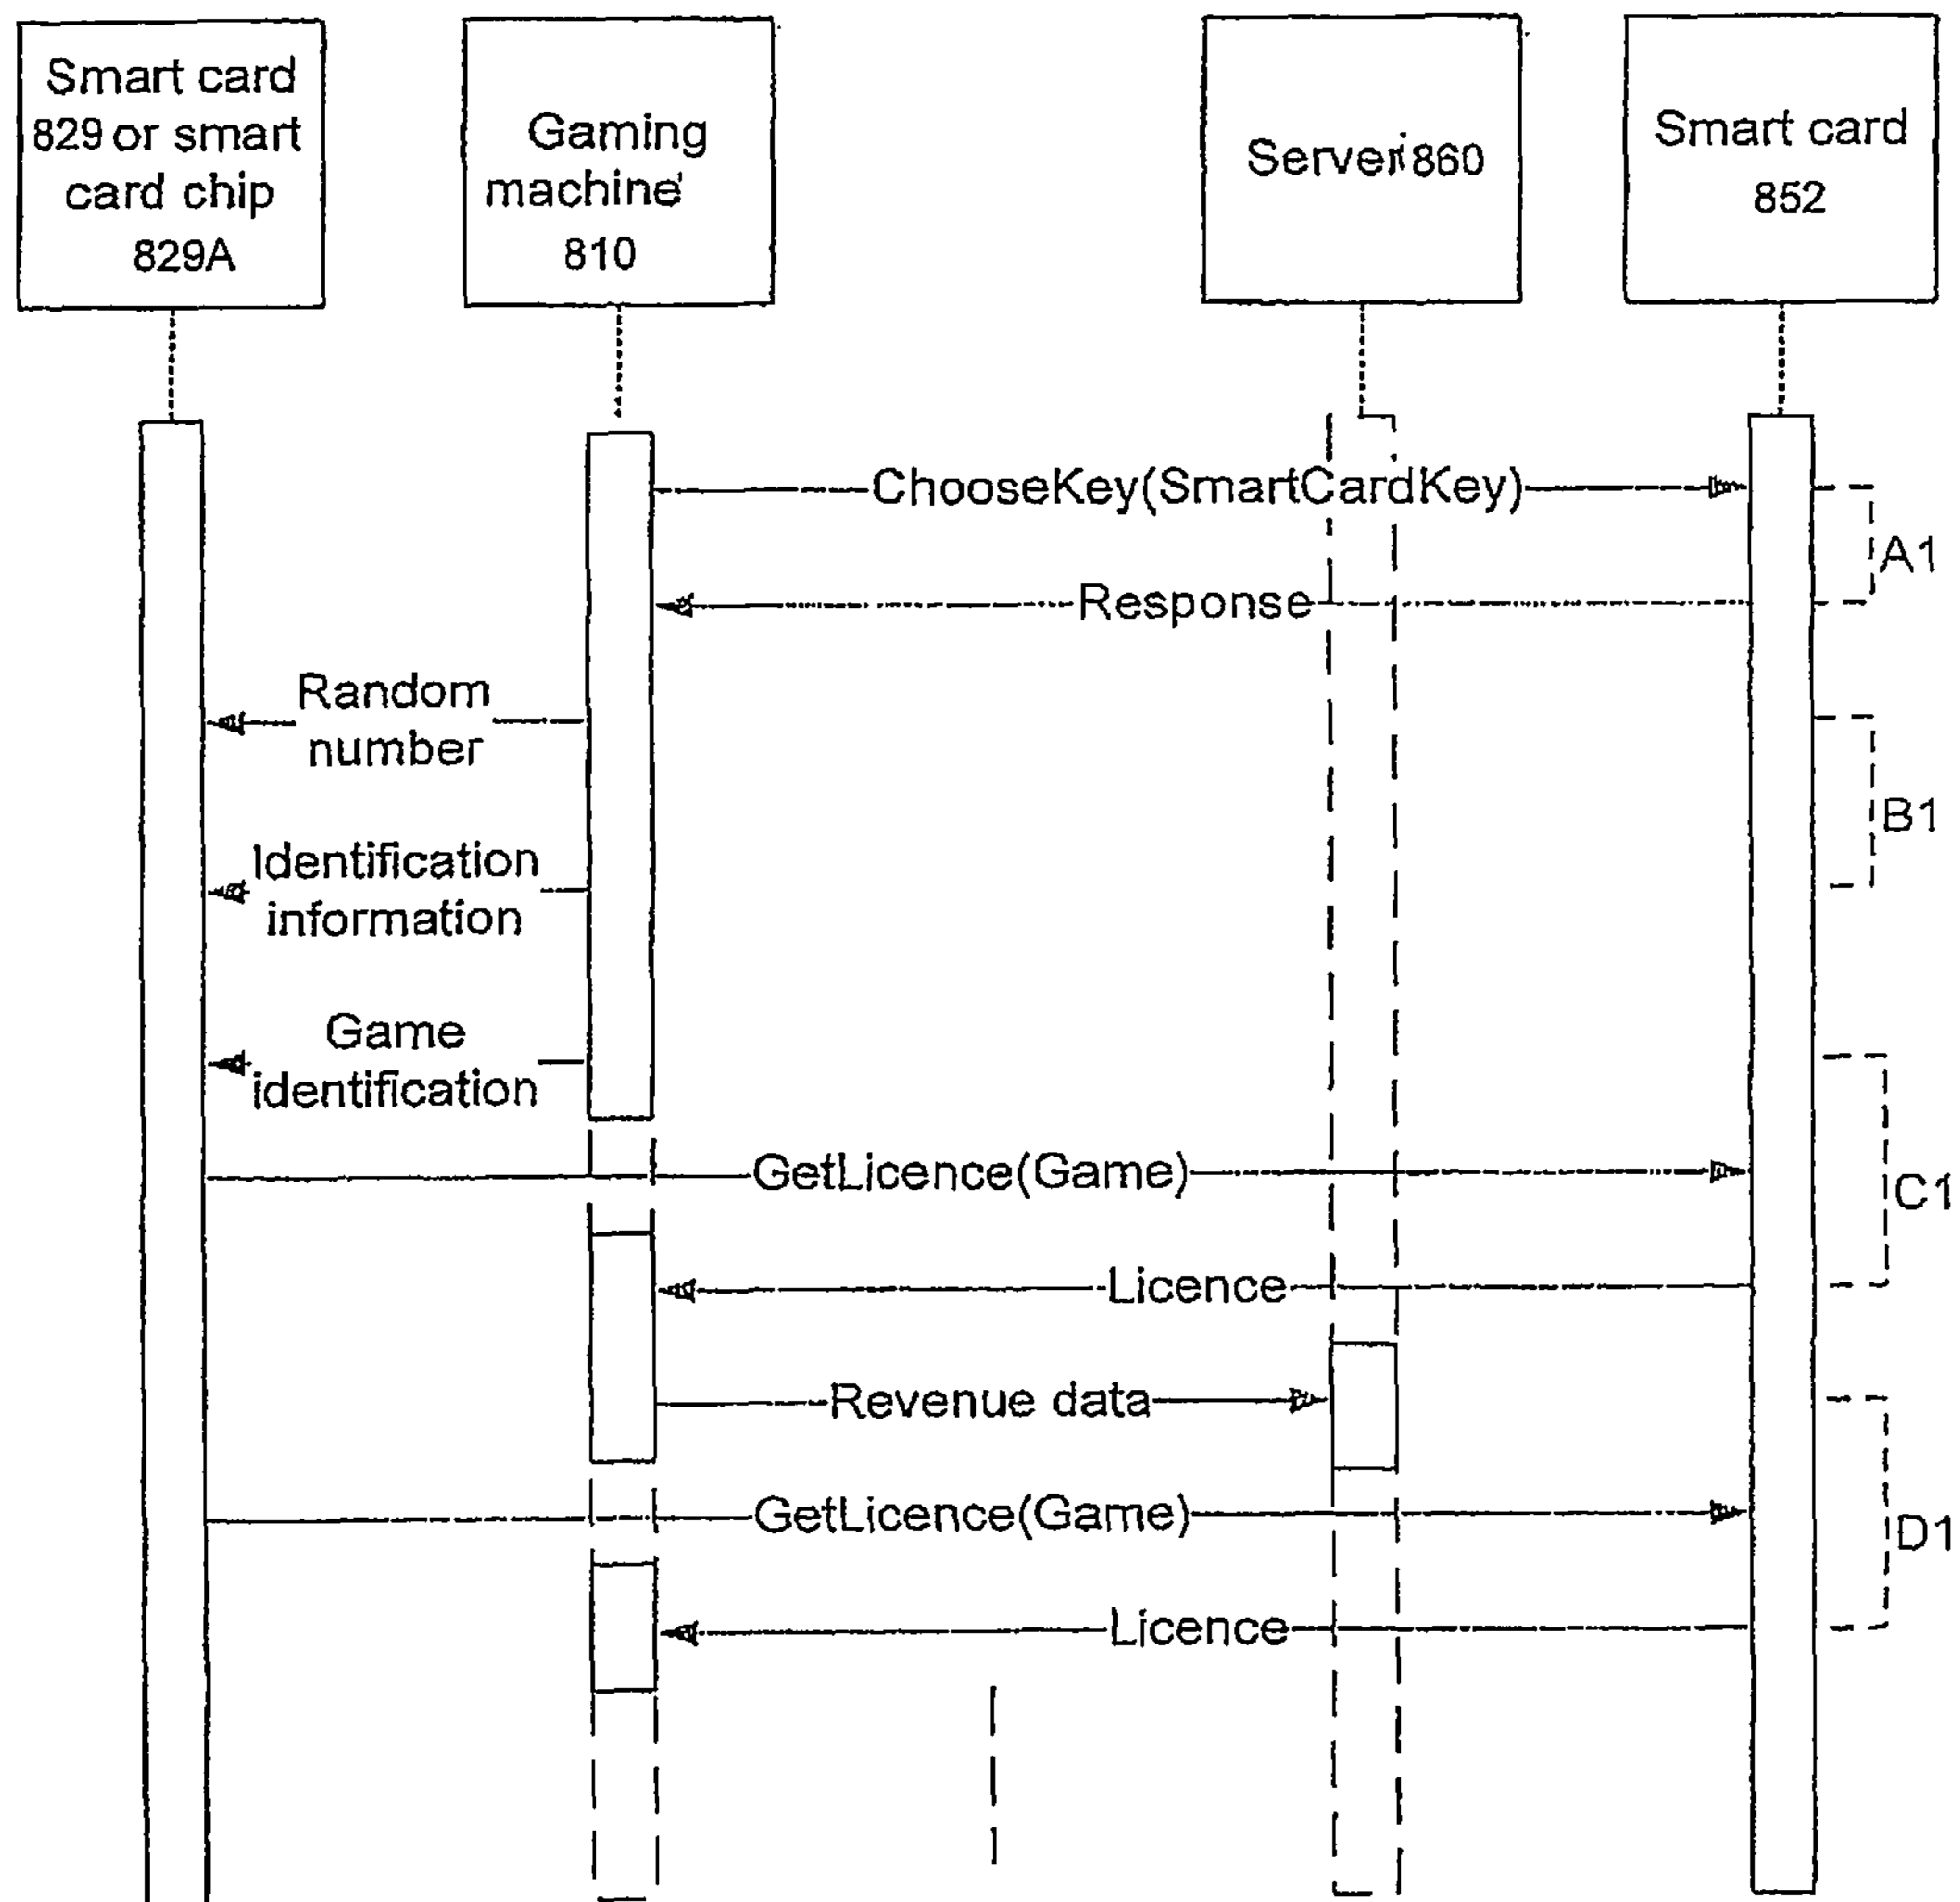 Smart card
829 or smart
card chip
829A
Gaming
machine
810
Server 860
Smart card
852
ChooseKey(SmartCardKey)
A1
Response
Random
number
B1
Identification
information
Game
identification
GetLicence(Game)
C1
Licence
Revenue data
GetLicence(Game)
D1
Licence